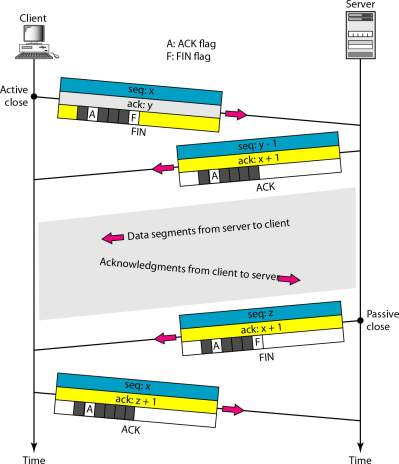 Client
Server
A: ACK flag
F: FIN flag
Active
close
seq: x
ack: y
A F
FIN
seq: y - 1
ack: x + 1
A
ACK
Data segments from server to client
Acknowledgments from client to server
seq: z
ack: x + 1
A F
FIN
Passive
close
seq: x
ack: z + 1
A
ACK
Time
Time